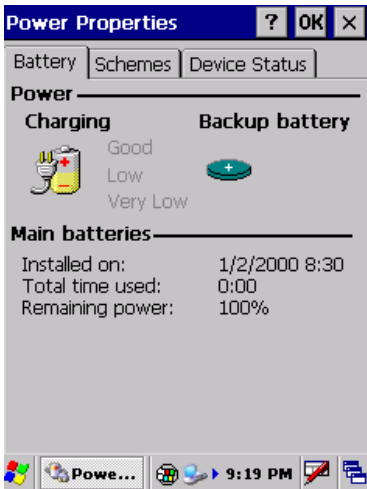 Power Properties ? OK ×
Battery Schemes Device Status
Power
Charging Backup battery
Good
Low
Very Low
Main batteries
Installed on: 1/2/2000 8:30
Total time used: 0:00
Remaining power: 100%
Powe... 9:19 PM